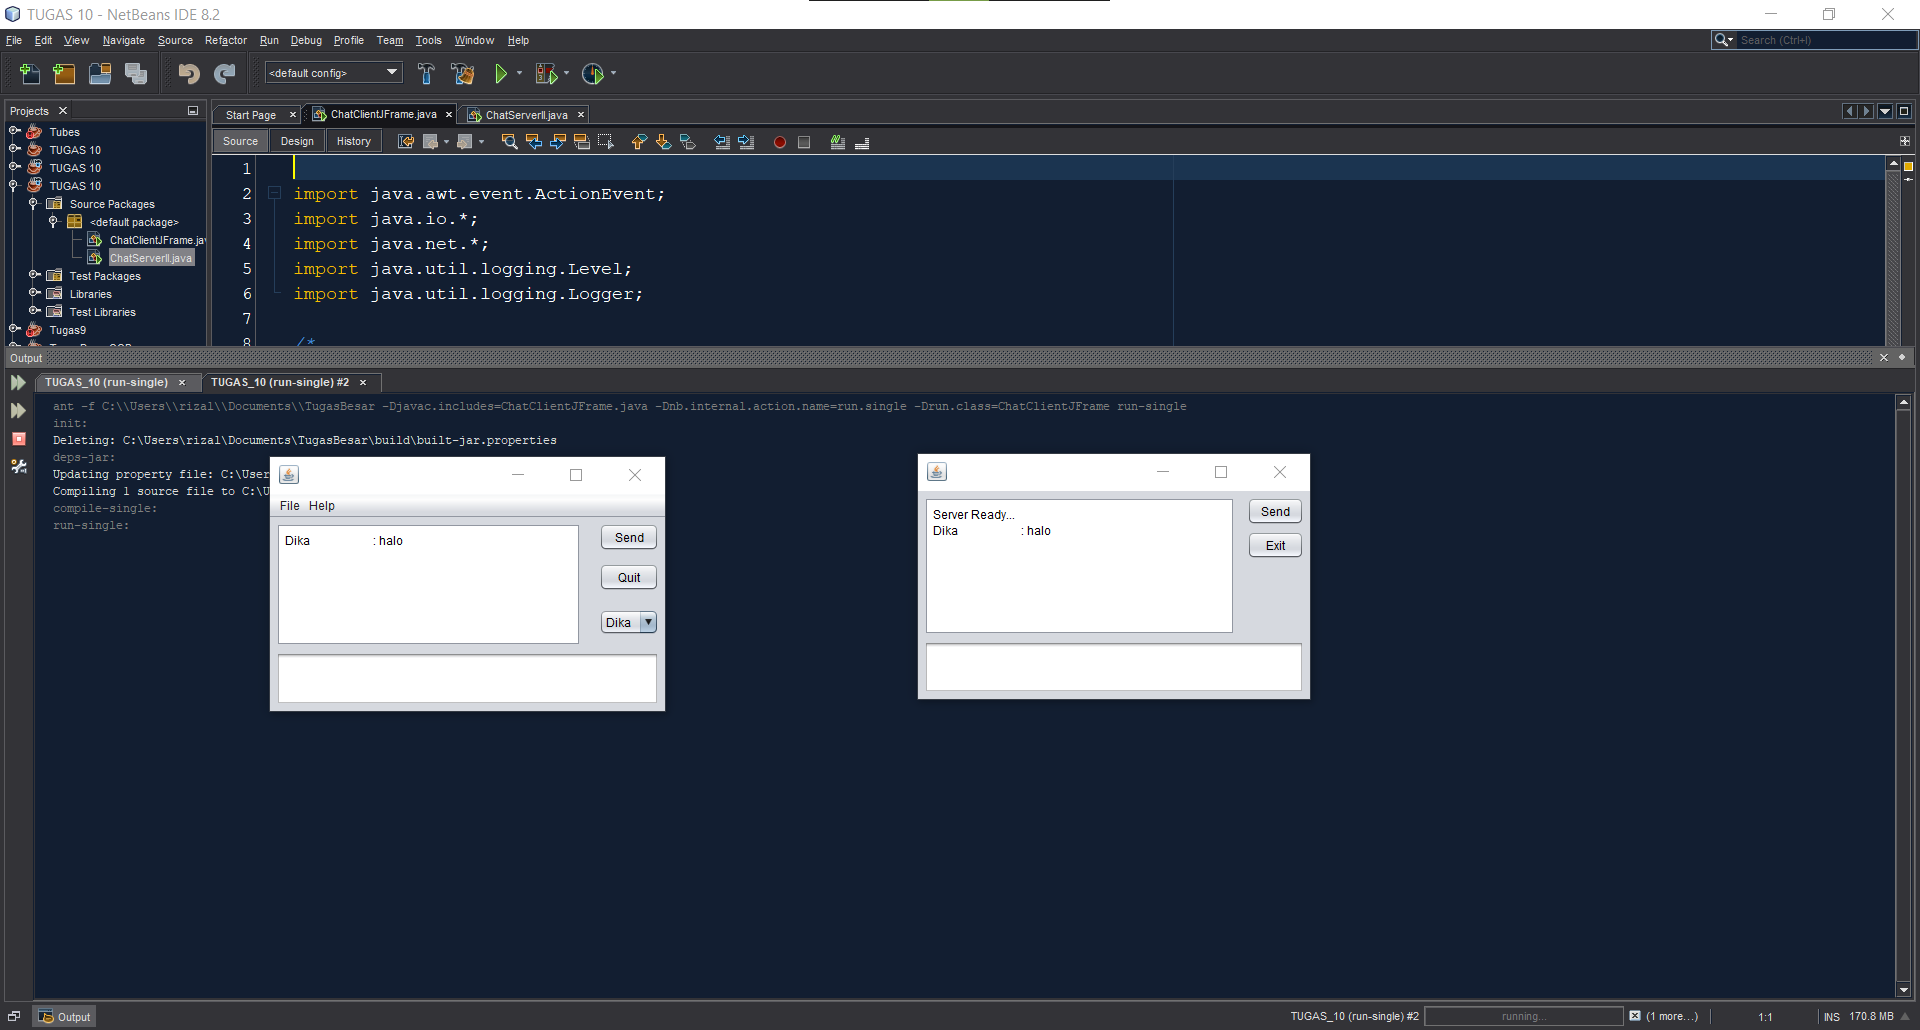 TUGAS 10 - NetBeans IDE 8.2
File Edit View Navigate Source Refactor Run Debug Profile Team Tools Window Help
Search (Ctrl+I)
<default config>
Projects
Tubes
TUGAS 10
TUGAS 10
TUGAS 10
Source Packages
<default package>
ChatClientJFrame.jav
ChatServerII.java
Test Packages
Libraries
Test Libraries
Tugas9
Start Page ChatClientJFrame.java ChatServerII.java
Source Design History
1
2 import java.awt.event.ActionEvent;
3 import java.io.*;
4 import java.net.*;
5 import java.util.logging.Level;
6 import java.util.logging.Logger;
7
8 /*
Output
TUGAS_10 (run-single) TUGAS_10 (run-single) #2
ant -f C:\\Users\\rizal\\Documents\\TugasBesar -Djavac.includes=ChatClientJFrame.java -Dnb.internal.action.name=run.single -Drun.class=ChatClientJFrame run-single
init:
Deleting: C:\Users\rizal\Documents\TugasBesar\build\built-jar.properties
deps-jar:
Updating property file: C:\User
Compiling 1 source file to C:\U
compile-single:
run-single:
File Help
Dika : halo
Send
Quit
Dika
Server Ready...
Dika : halo
Send
Exit
Output
TUGAS_10 (run-single) #2 running... (1 more...) 1:1 INS 170.8 MB